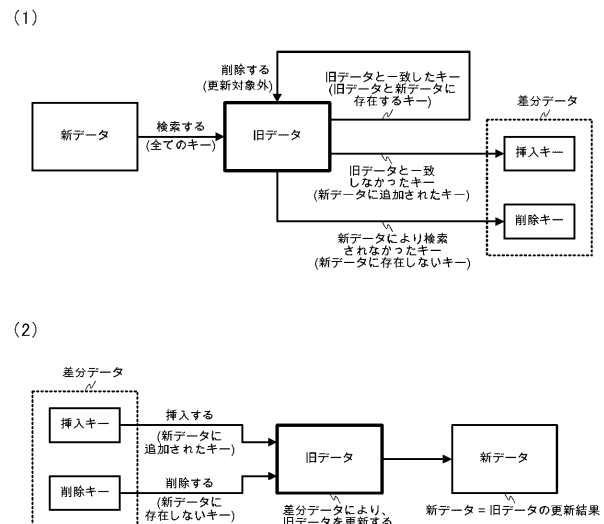 (1)
削除する
(更新対象外)
旧データと一致したキー
(旧データと新データに
存在するキー)
差分データ
新データ
検索する
(全てのキー)
旧データ
挿入キー
旧データと一致
しなかったキー
(新データに追加されたキー)
削除キー
新データにより検索
されなかったキー
(新データに存在しないキー)
(2)
差分データ
挿入キー
挿入する
(新データに
追加されたキー)
旧データ
新データ
削除キー
削除する
(新データに
存在しないキー)
差分データにより、
旧データを更新する
新データ = 旧データの更新結果